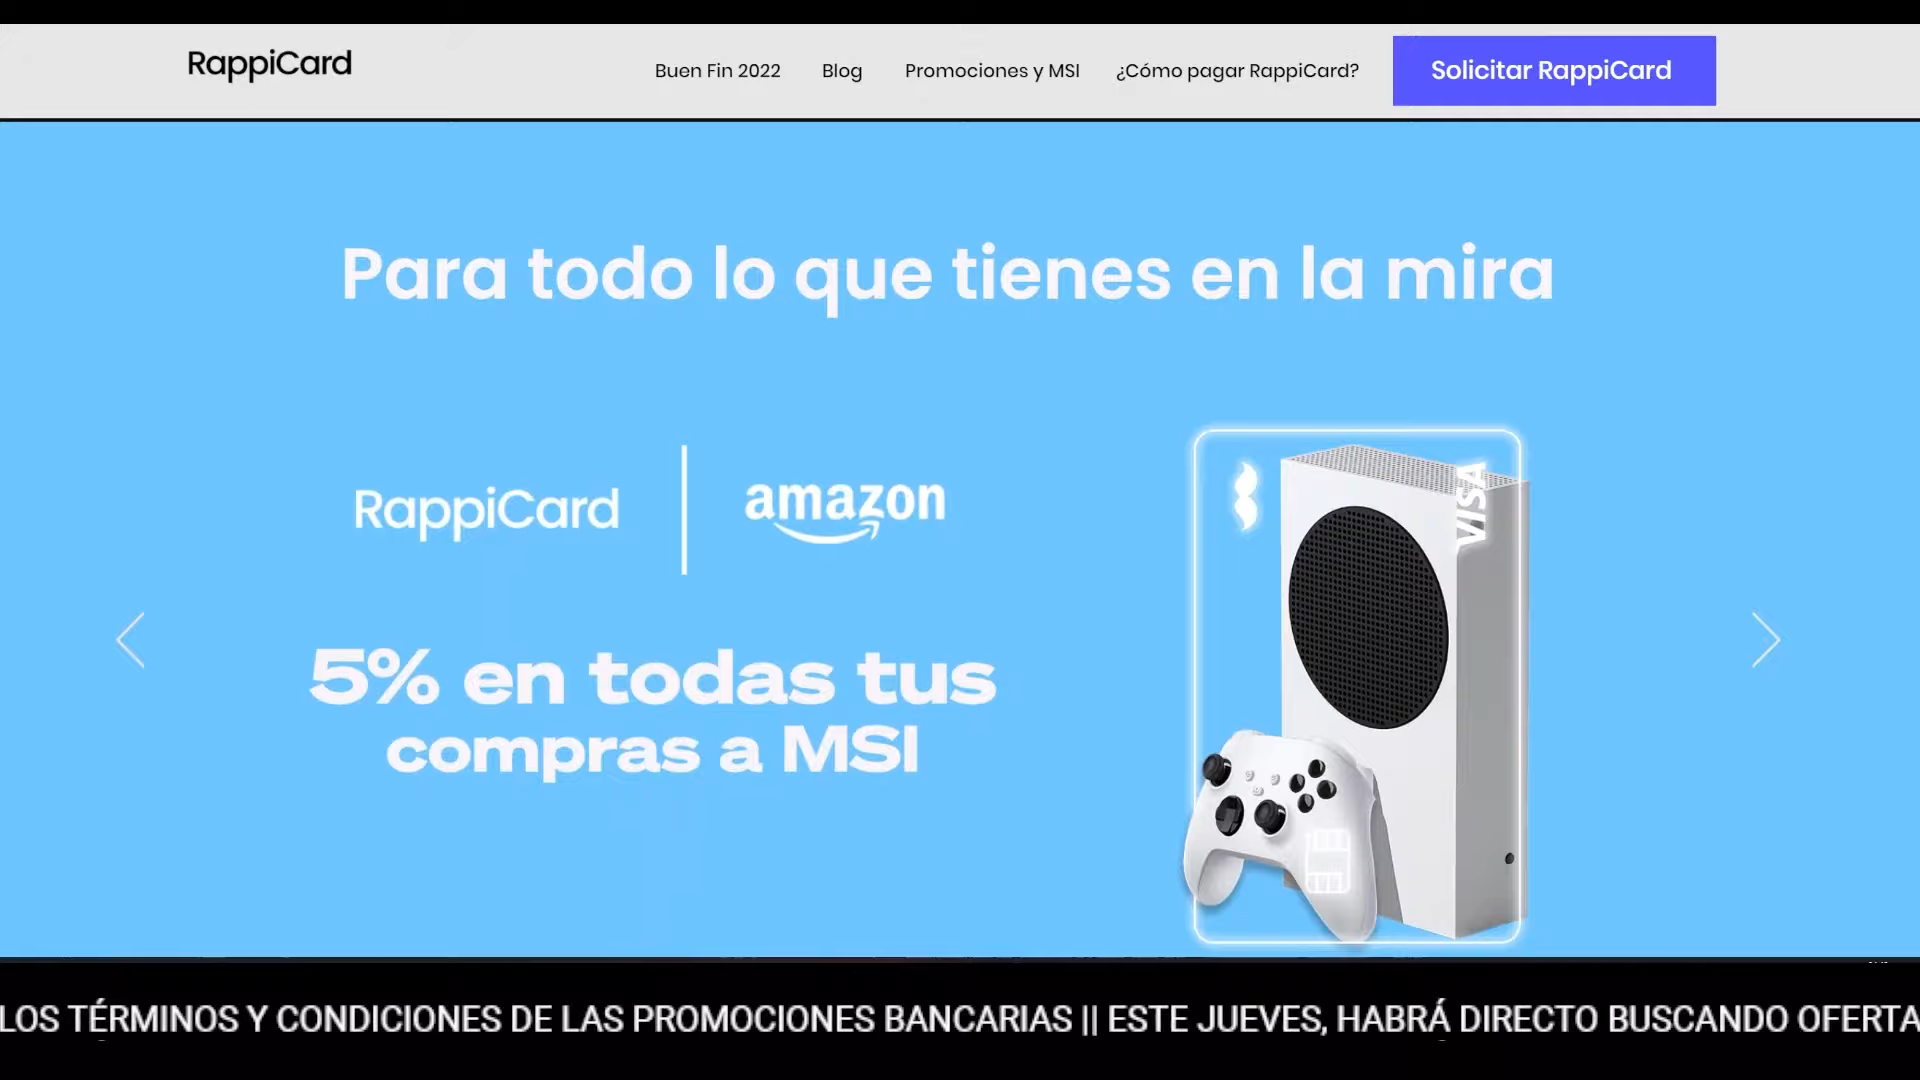 RappiCard
Buen Fin 2022
Blog
Promociones y MSI
¿Cómo pagar RappiCard?
Solicitar RappiCard
Para todo lo que tienes en la mira
RappiCard
amazon
VISA
5% en todas tus
compras a MSI
LOS TÉRMINOS Y CONDICIONES DE LAS PROMOCIONES BANCARIAS || ESTE JUEVES, HABRÁ DIRECTO BUSCANDO OFERTA